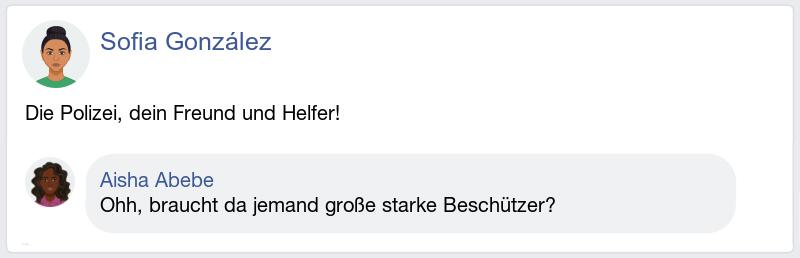 Sofia González
Die Polizei, dein Freund und Helfer!
Aisha Abebe
Ohh, braucht da jemand große starke Beschützer?